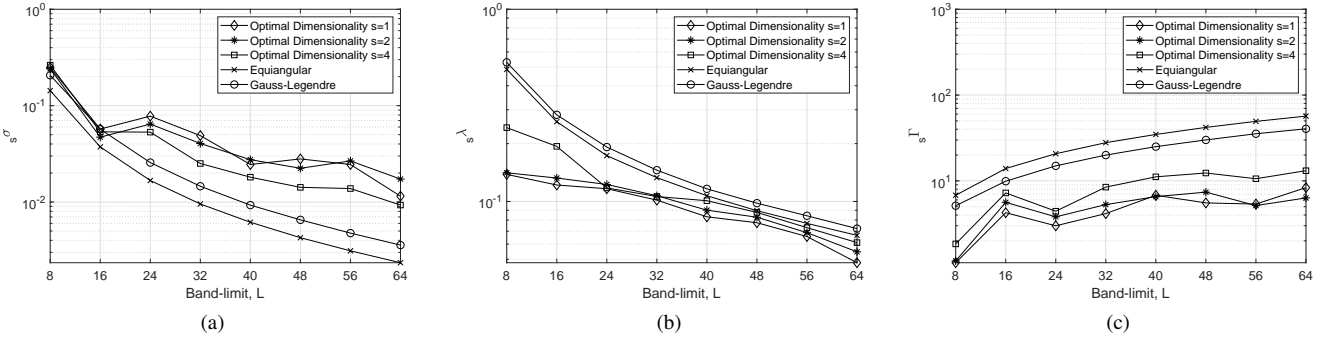 10^0
10^-1
10^-2
8 16 24 32 40 48 56 64
Band-limit, L
_sσ
Optimal Dimensionality s=1
Optimal Dimensionality s=2
Optimal Dimensionality s=4
Equiangular
Gauss-Legendre
(a)
10^0
10^-1
8 16 24 32 40 48 56 64
Band-limit, L
_sλ
Optimal Dimensionality s=1
Optimal Dimensionality s=2
Optimal Dimensionality s=4
Equiangular
Gauss-Legendre
(b)
10^3
10^2
10^1
8 16 24 32 40 48 56 64
Band-limit, L
_sΓ
Optimal Dimensionality s=1
Optimal Dimensionality s=2
Optimal Dimensionality s=4
Equiangular
Gauss-Legendre
(c)